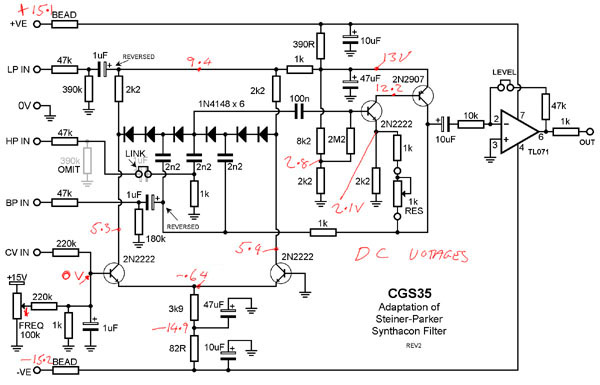 +15.1 BEAD
+VE
10uF
390R
LP IN 47k 1uF REVERSED 9.4 1k 13V
390k 2k2 2k2 47uF 12.2 2N2907 LEVEL
1N4148 x 6 100n
0V 2N2222 47k
10k 2 7
HP IN 47k 3 6 1k OUT
10uF 4 TL071
390k OMIT LINK 2n2 2n2 2n2 8k2 2M2 1k
1k 2.8 2k2 2k2 1k RES
BP IN 47k 1uF 2.1V
180k REVERSED 1k
5.3 5.4 DC VOTAGES
CV IN 220k
+15V 0V 2N2222 2N2222
-.64
220k
FREQ 100k 1k 1uF
3k9 47uF
-14.9
82R 10uF
CGS35
Adaptation of
Steiner-Parker
Synthacon Filter
REV2
-15.2 BEAD
-VE